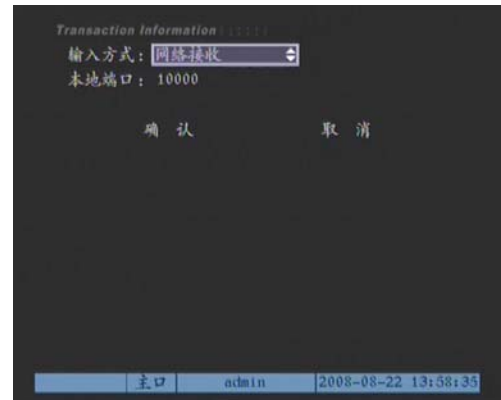 Transaction Information
输入方式：网络接收
本地端口：10000
确 认 取 消
主口 admin 2008-08-22 13:58:35